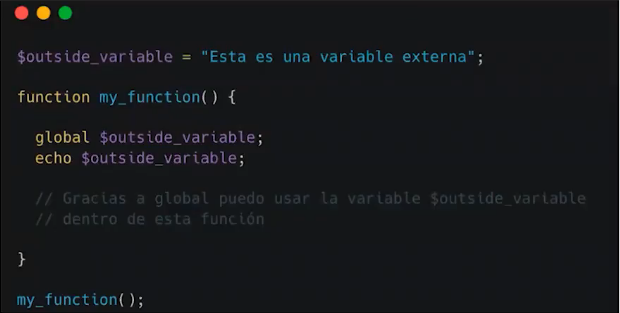 $outside_variable = "Esta es una variable externa";
function my_function() {
global $outside_variable;
echo $outside_variable;
// Gracias a global puedo usar la variable $outside_variable
// dentro de esta función
}
my_function();